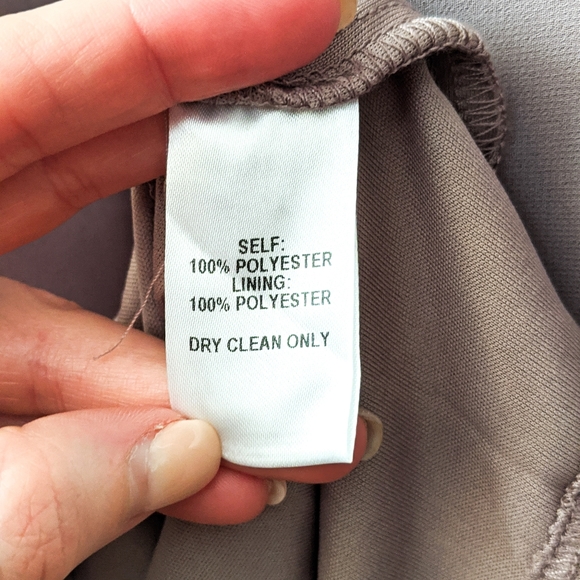 SELF:
100% POLYESTER
LINING:
100% POLYESTER
DRY CLEAN ONLY